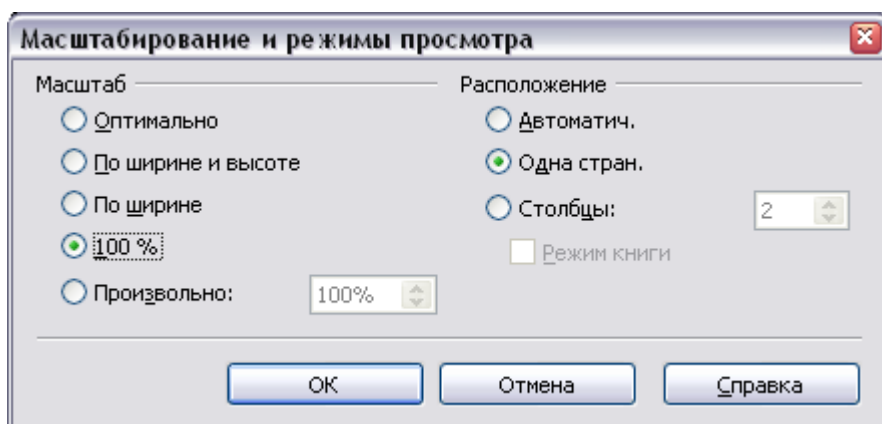 Масштабирование и режимы просмотра
Масштаб
Оптимально
По ширине и высоте
По ширине
100 %
Произвольно: 100%
Расположение
Автоматич.
Одна стран.
Столбцы: 2
Режим книги
ОК Отмена Справка